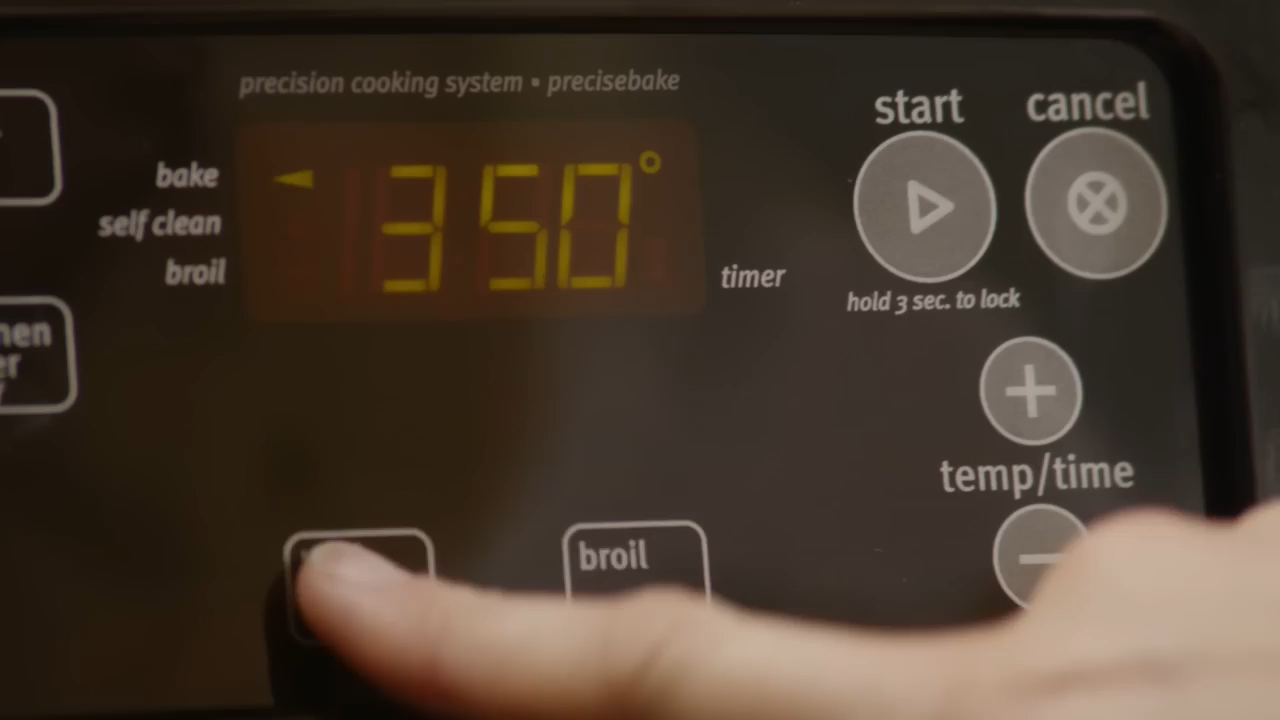 precision cooking system • precisebake
start
cancel
bake
350°
self clean
broil
timer
hold 3 sec. to lock
temp/time
broil